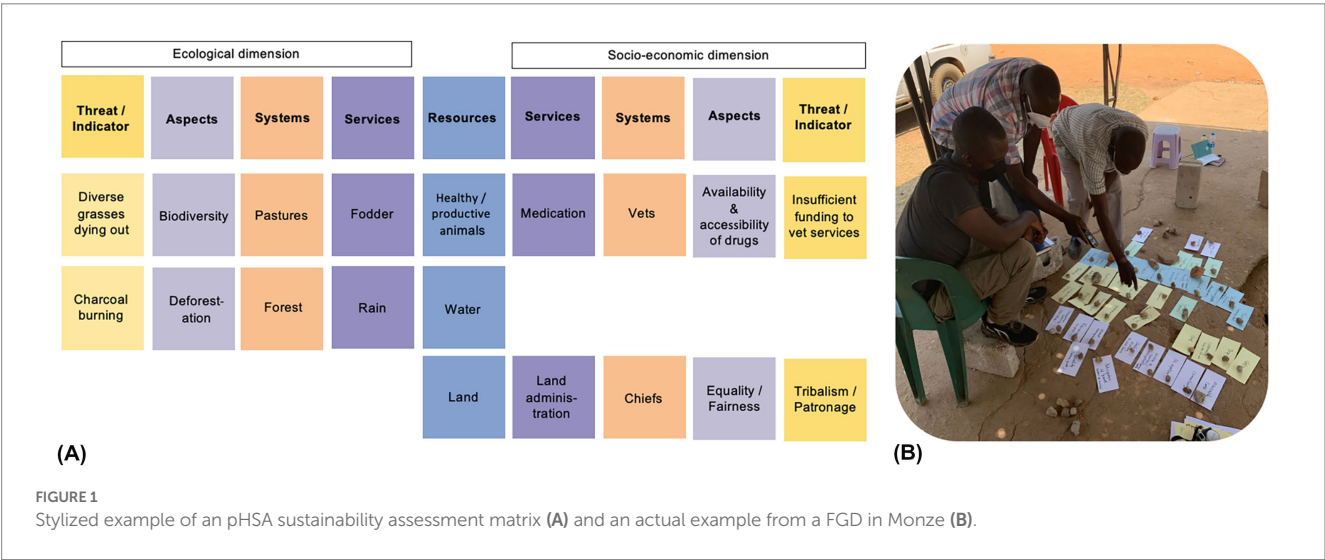 Ecological dimension
Socio-economic dimension
Threat /
Indicator
Aspects
Systems
Services
Resources
Services
Systems
Aspects
Threat /
Indicator
Diverse
grasses
dying out
Biodiversity
Pastures
Fodder
Healthy /
productive
animals
Medication
Vets
Availability
&
accessibility
of drugs
Insufficient
funding to
vet services
Charcoal
burning
Deforest-
ation
Forest
Rain
Water
Land
Land
adminis-
tration
Chiefs
Equality /
Fairness
Tribalism /
Patronage
(A)
(B)
FIGURE 1
Stylized example of an pHSA sustainability assessment matrix (A) and an actual example from a FGD in Monze (B).